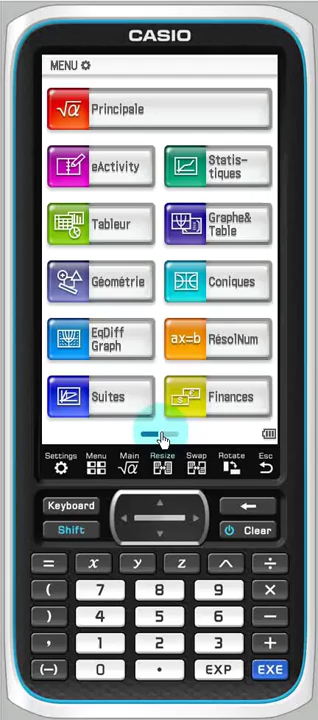 CASIO
MENU
√α Principale
eActivity
Statis-
tiques
Tableur
Graphe&
Table
Géométrie
Coniques
EqDiff
Graph
ax=b RésolNum
Suites
Finances
Settings Menu Main Resize Swap Rotate Esc
√α
Keyboard
Shift Clear
= x y z ^ ÷
( 7 8 9 ×
) 4 5 6 −
, 1 2 3 +
(−) 0 • EXP EXE